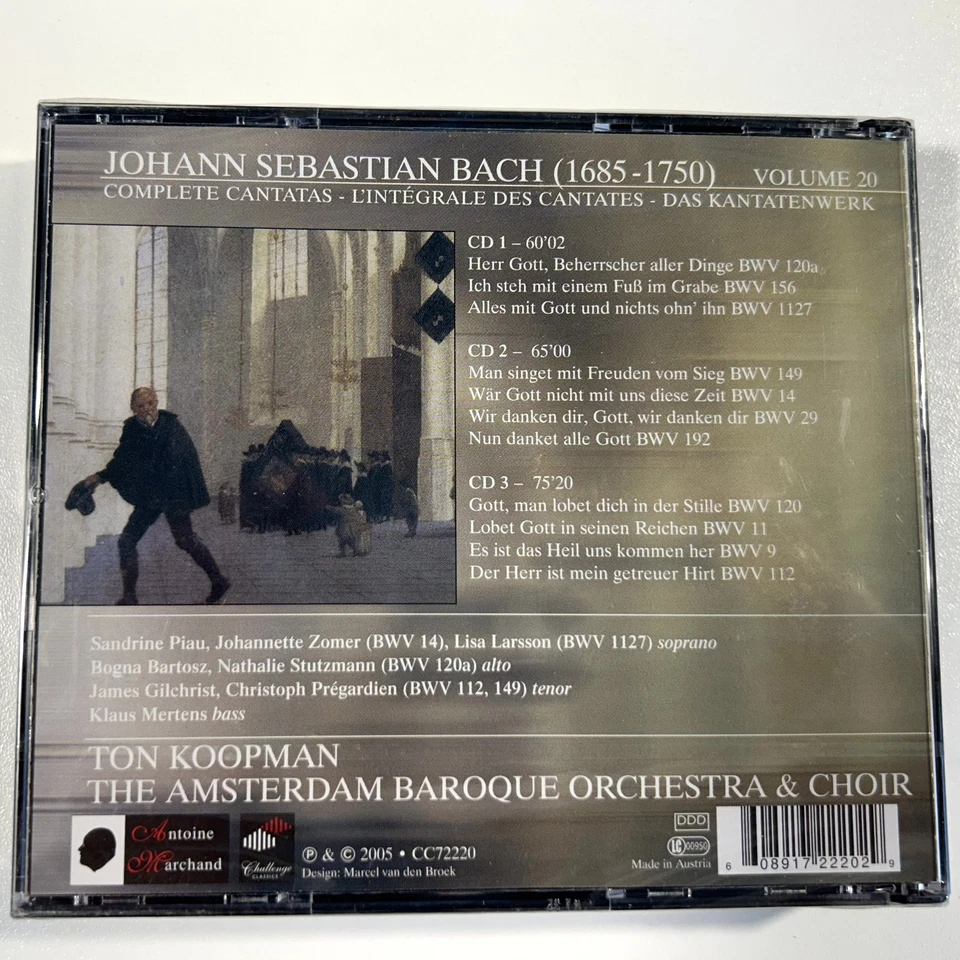 JOHANN SEBASTIAN BACH (1685-1750) VOLUME 20
COMPLETE CANTATAS - L'INTÉGRALE DES CANTATES - DAS KANTATENWERK
CD 1 – 60'02
Herr Gott, Beherrscher aller Dinge BWV 120a
Ich steh mit einem Fuß im Grabe BWV 156
Alles mit Gott und nichts ohn' ihn BWV 1127
CD 2 – 65'00
Man singet mit Freuden vom Sieg BWV 149
Wär Gott nicht mit uns diese Zeit BWV 14
Wir danken dir, Gott, wir danken dir BWV 29
Nun danket alle Gott BWV 192
CD 3 – 75'20
Gott, man lobet dich in der Stille BWV 120
Lobet Gott in seinen Reichen BWV 11
Es ist das Heil uns kommen her BWV 9
Der Herr ist mein getreuer Hirt BWV 112
Sandrine Piau, Johannette Zomer (BWV 14), Lisa Larsson (BWV 1127) soprano
Bogna Bartosz, Nathalie Stutzmann (BWV 120a) alto
James Gilchrist, Christoph Prégardien (BWV 112, 149) tenor
Klaus Mertens bass
TON KOOPMAN
THE AMSTERDAM BAROQUE ORCHESTRA & CHOIR
Antoine
Marchand
Challenge
CLASSICS
℗ & © 2005 • CC72220
Design: Marcel van den Broek
DDD
LC 00950
Made in Austria
6 08917 22202 9